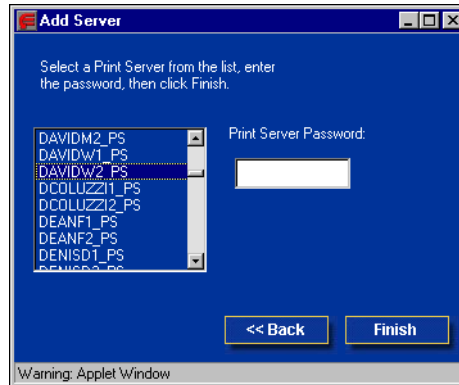 Add Server
Select a Print Server from the list, enter
the password, then click Finish.
Print Server Password:
DAVIDM2_PS
DAVIDW1_PS
DAVIDW2_PS
DCOLUZZI1_PS
DCOLUZZI2_PS
DEANF1_PS
DEANF2_PS
DENISD1_PS
<< Back
Finish
Warning: Applet Window